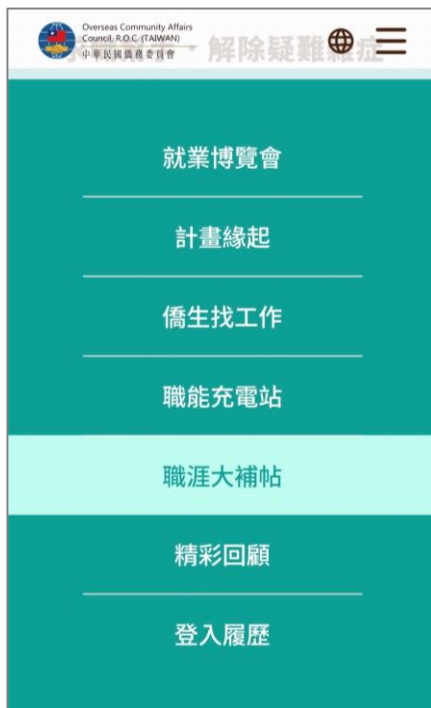 Overseas Community Affairs
Council, R.O.C. (TAIWAN)
中華民國僑務委員會
解除疑難雜症
就業博覽會
計畫緣起
僑生找工作
職能充電站
職涯大補帖
精彩回顧
登入履歷